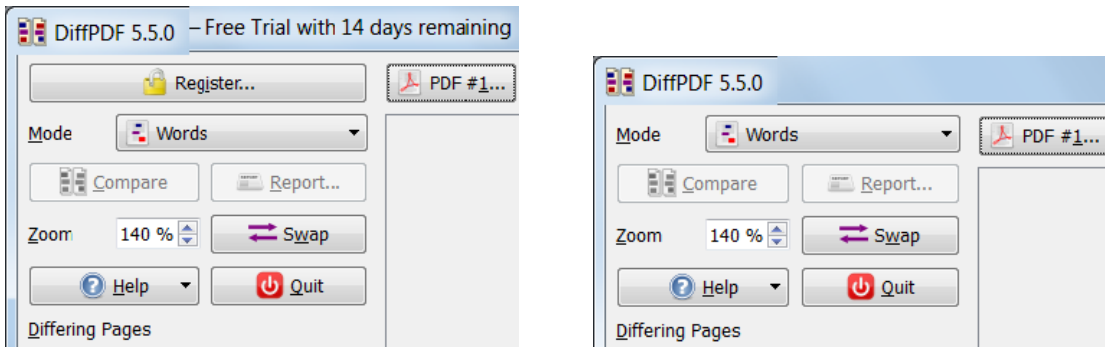 DiffPDF 5.5.0 – Free Trial with 14 days remaining
Register...
PDF #1...
Mode
Words
Compare
Report...
Zoom
140 %
Swap
Help
Quit
Differing Pages
DiffPDF 5.5.0
Mode
Words
PDF #1...
Compare
Report...
Zoom
140 %
Swap
Help
Quit
Differing Pages